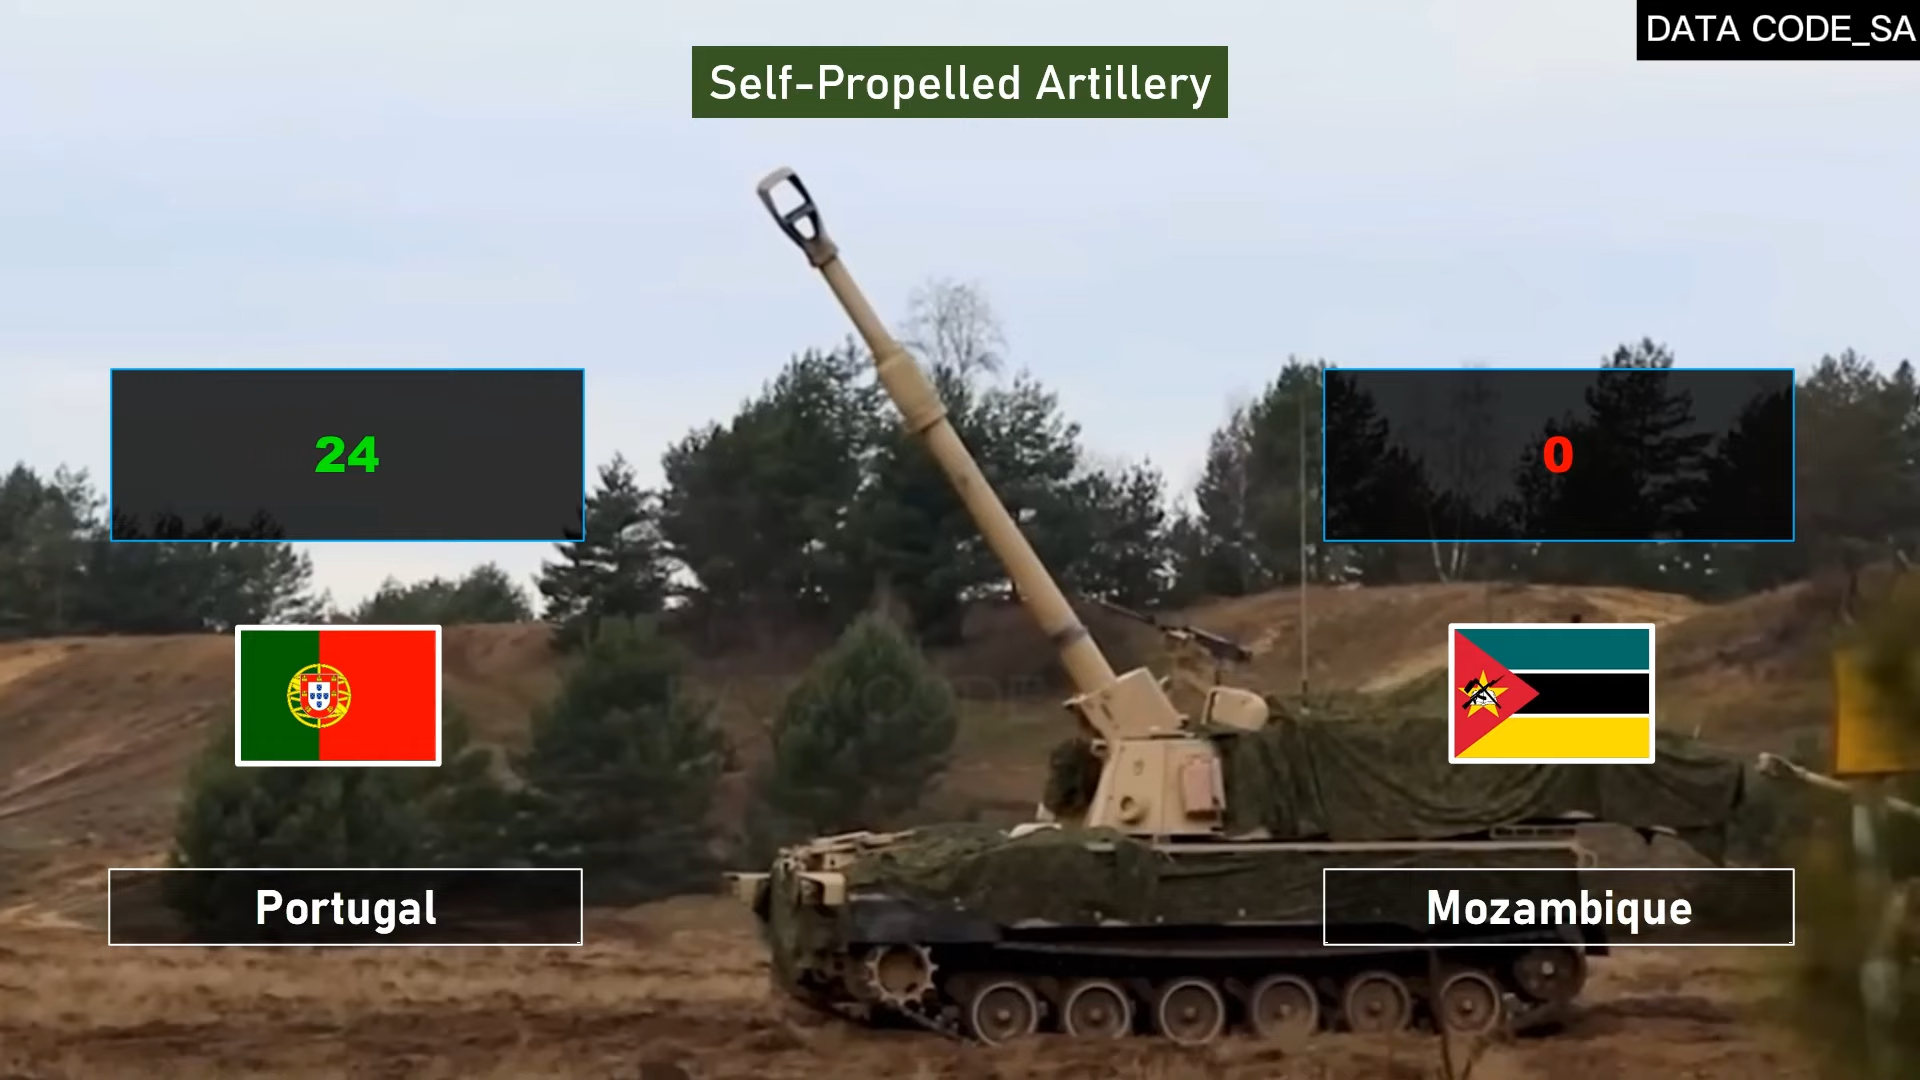 DATA CODE_SA
Self-Propelled Artillery
24
0
Portugal
Mozambique